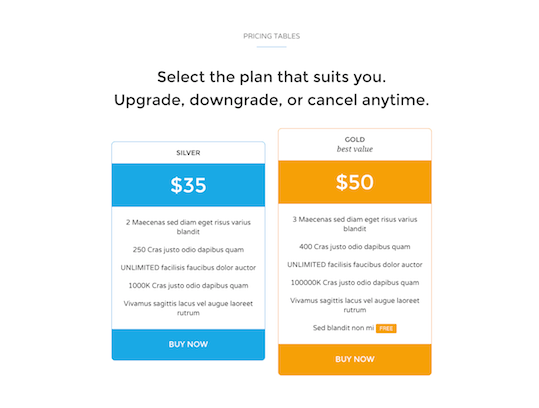 PRICING TABLES
Select the plan that suits you.
Upgrade, downgrade, or cancel anytime.
SILVER
$35
2 Maecenas sed diam eget risus varius
blandit
250 Cras justo odio dapibus quam
UNLIMITED facilisis faucibus dolor auctor
1000K Cras justo odio dapibus quam
Vivamus sagittis lacus vel augue laoreet
rutrum
BUY NOW
GOLD
best value
$50
3 Maecenas sed diam eget risus varius
blandit
400 Cras justo odio dapibus quam
UNLIMITED facilisis faucibus dolor auctor
100000K Cras justo odio dapibus quam
Vivamus sagittis lacus vel augue laoreet
rutrum
Sed blandit non mi FREE
BUY NOW